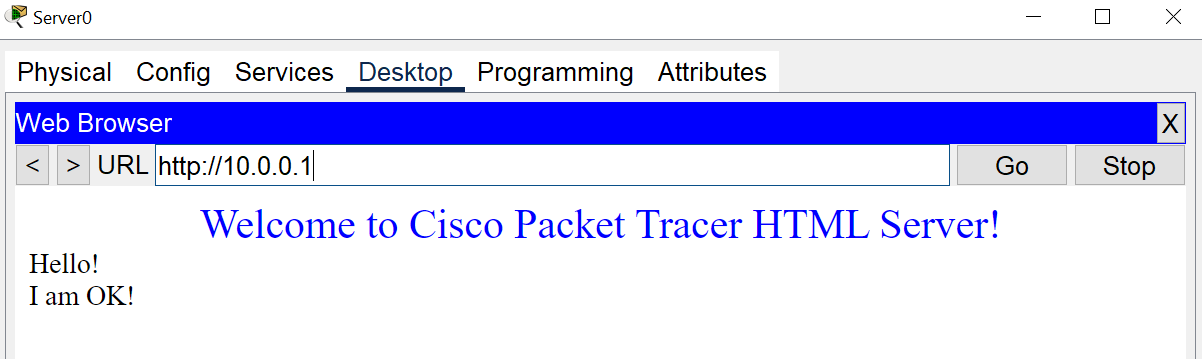 Server0
Physical Config Services Desktop Programming Attributes
Web Browser X
< > URL http://10.0.0.1 Go Stop
Welcome to Cisco Packet Tracer HTML Server!
Hello!
I am OK!